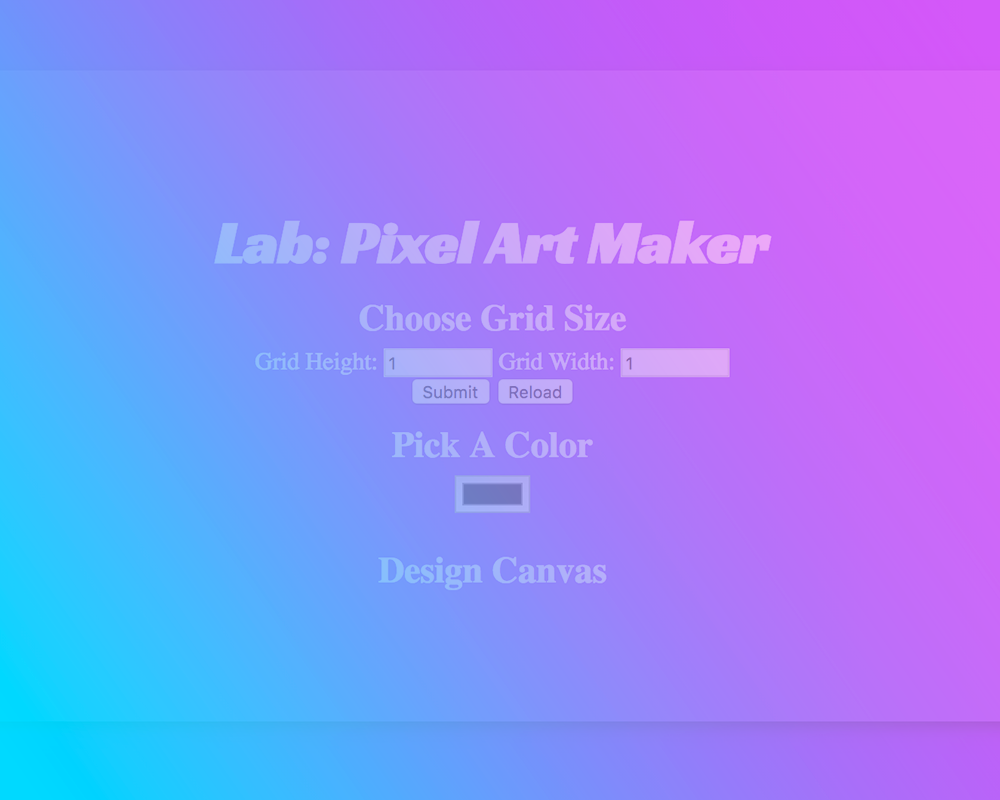 Lab: Pixel Art Maker
Choose Grid Size
Grid Height: 1 Grid Width: 1
Submit Reload
Pick A Color
Design Canvas